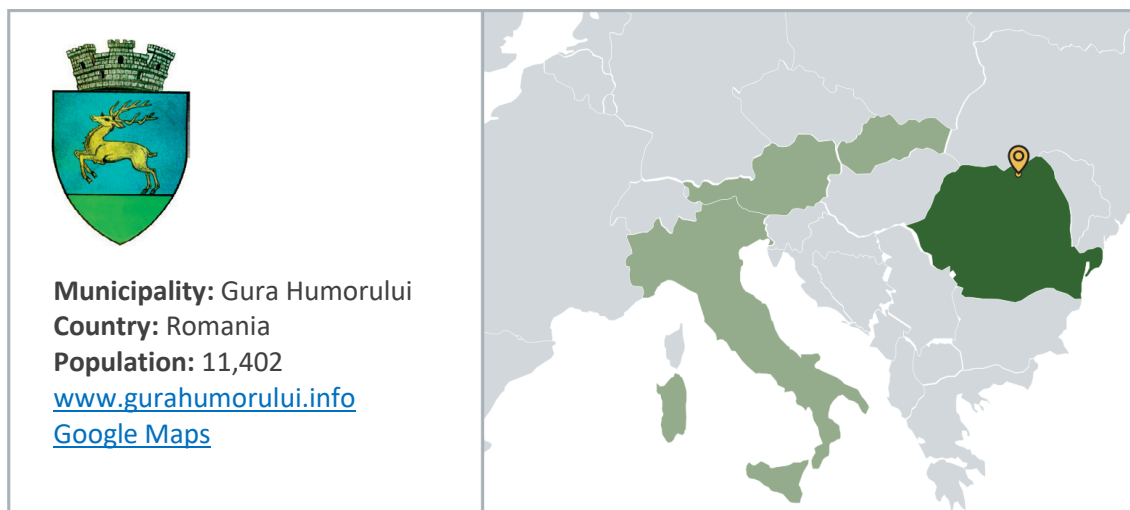 Municipality: Gura Humorului
Country: Romania
Population: 11,402
www.gurahumorului.info
Google Maps